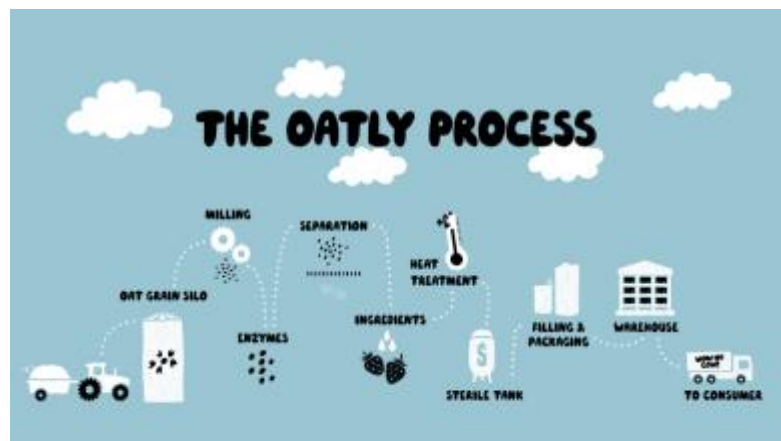 THE OATLY PROCESS
MILLING
SEPARATION
HEAT
TREATMENT
OAT GRAIN SILO
INGREDIENTS
ENZYMES
FILLING &
PACKAGING
WAREHOUSE
S
STERILE TANK
TO CONSUMER